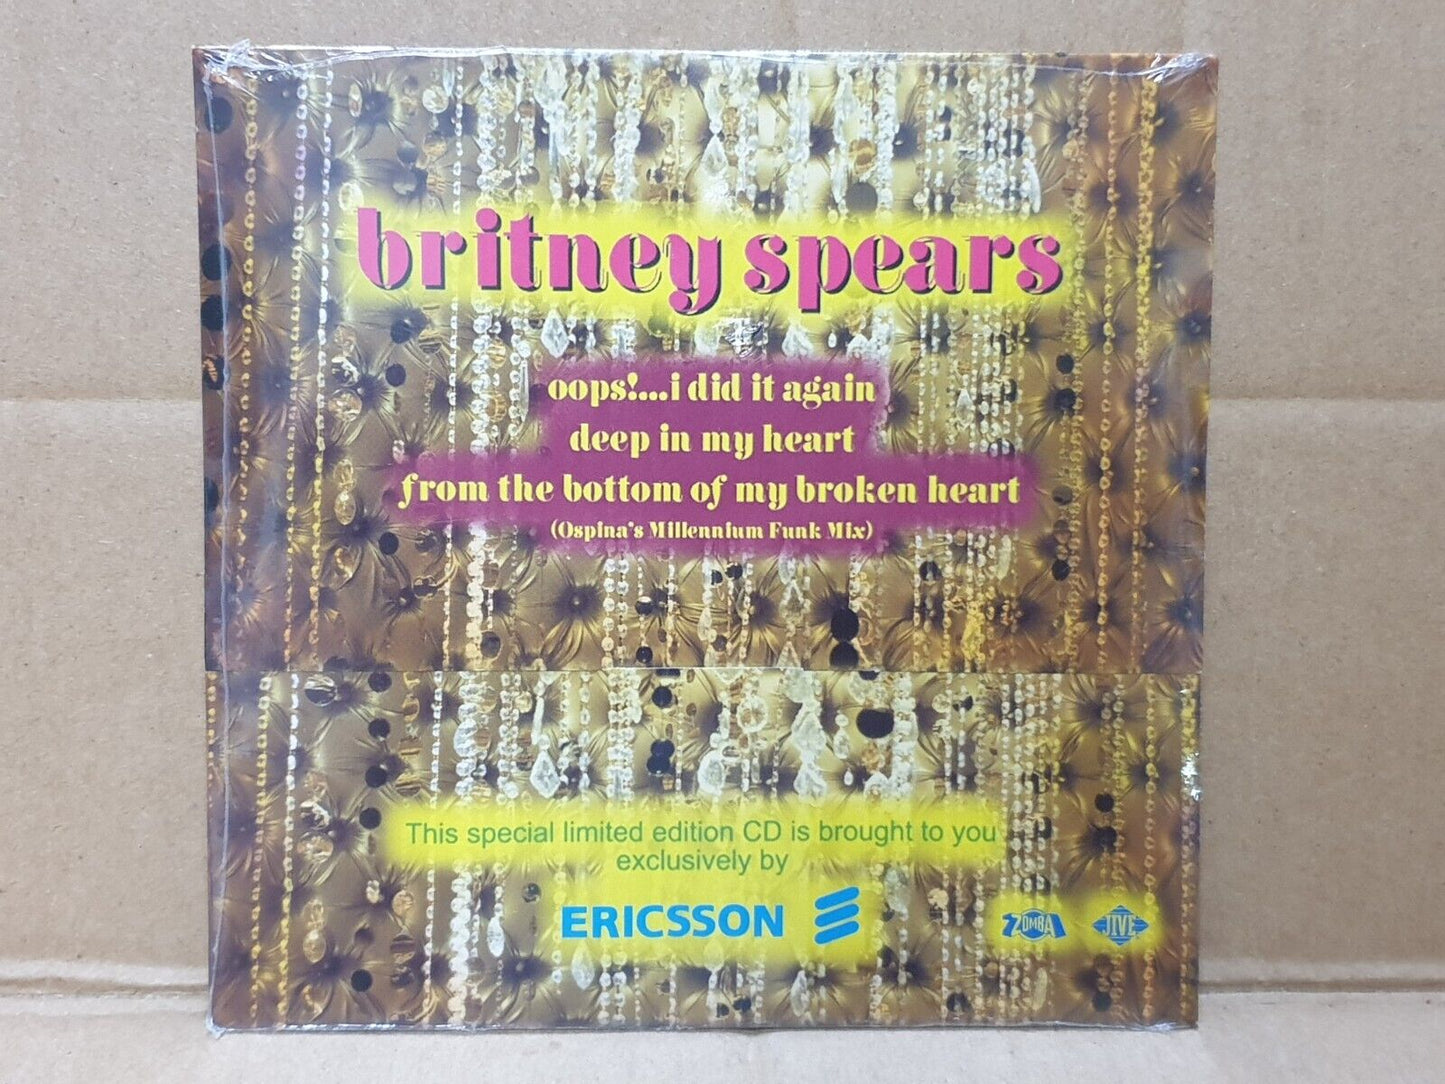 britney spears
oops!...i did it again
deep in my heart
from the bottom of my broken heart
(Ospina's Millennium Funk Mix)
This special limited edition CD is brought to you
exclusively by
ERICSSON
ZOMBA
JIVE